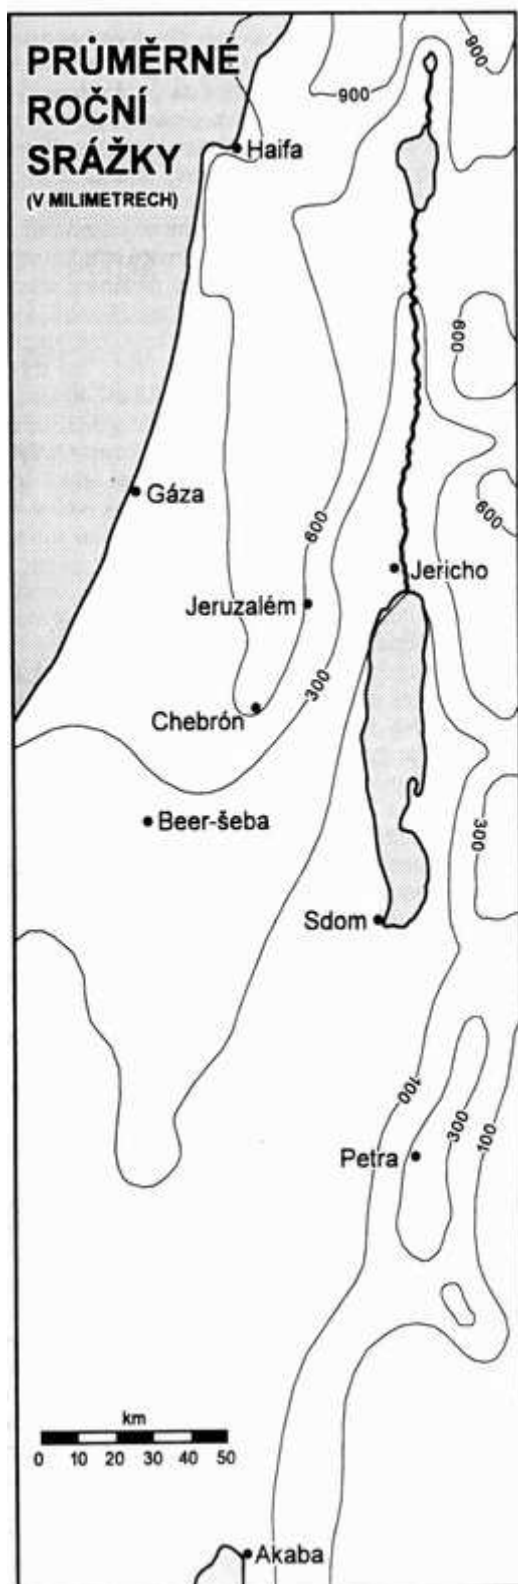 PRŮMĚRNÉ
ROČNÍ
SRÁŽKY
(V MILIMETRECH)
900
900
Haifa
600
Gáza
600
600
Jericho
Jeruzalém
300
Chebrón
Beer-šeba
300
Sdom
100
300
100
Petra
km
0 10 20 30 40 50
Akaba